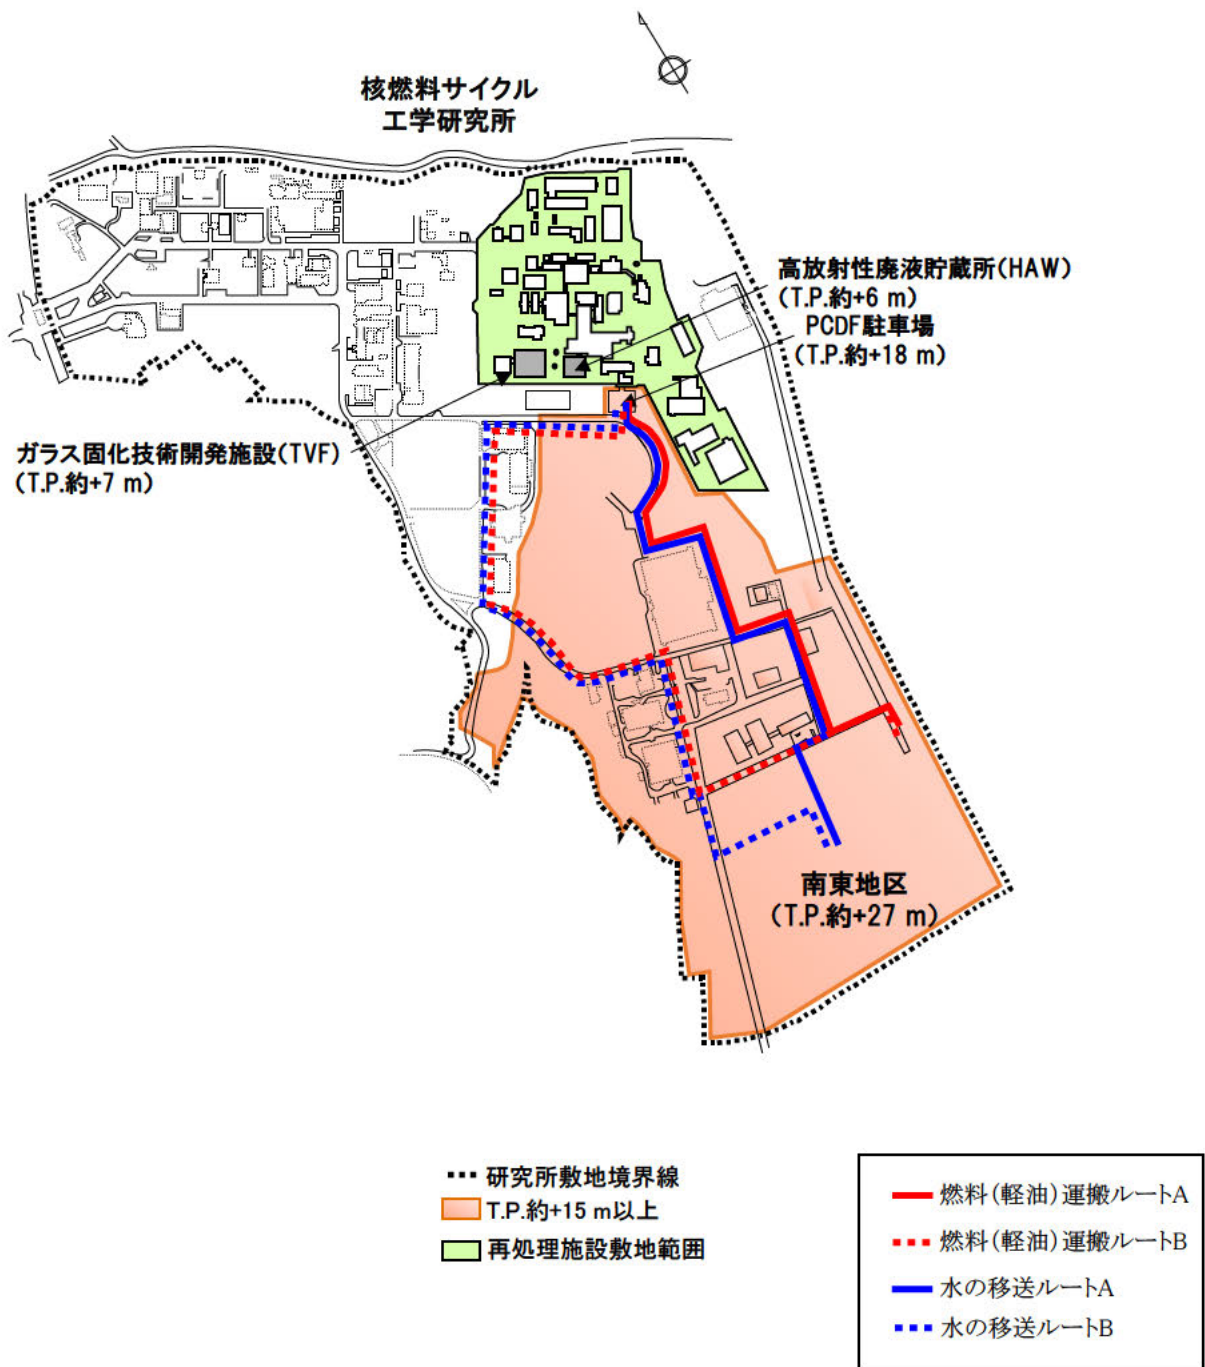 核燃料サイクル
工学研究所
高放射性廃液貯蔵所(HAW)
(T.P.約+6 m)
PCDF駐車場
(T.P.約+18 m)
ガラス固化技術開発施設(TVF)
(T.P.約+7 m)
南東地区
(T.P.約+27 m)
研究所敷地境界線
T.P.約+15 m以上
再処理施設敷地範囲
燃料(軽油)運搬ルートA
燃料(軽油)運搬ルートB
水の移送ルートA
水の移送ルートB